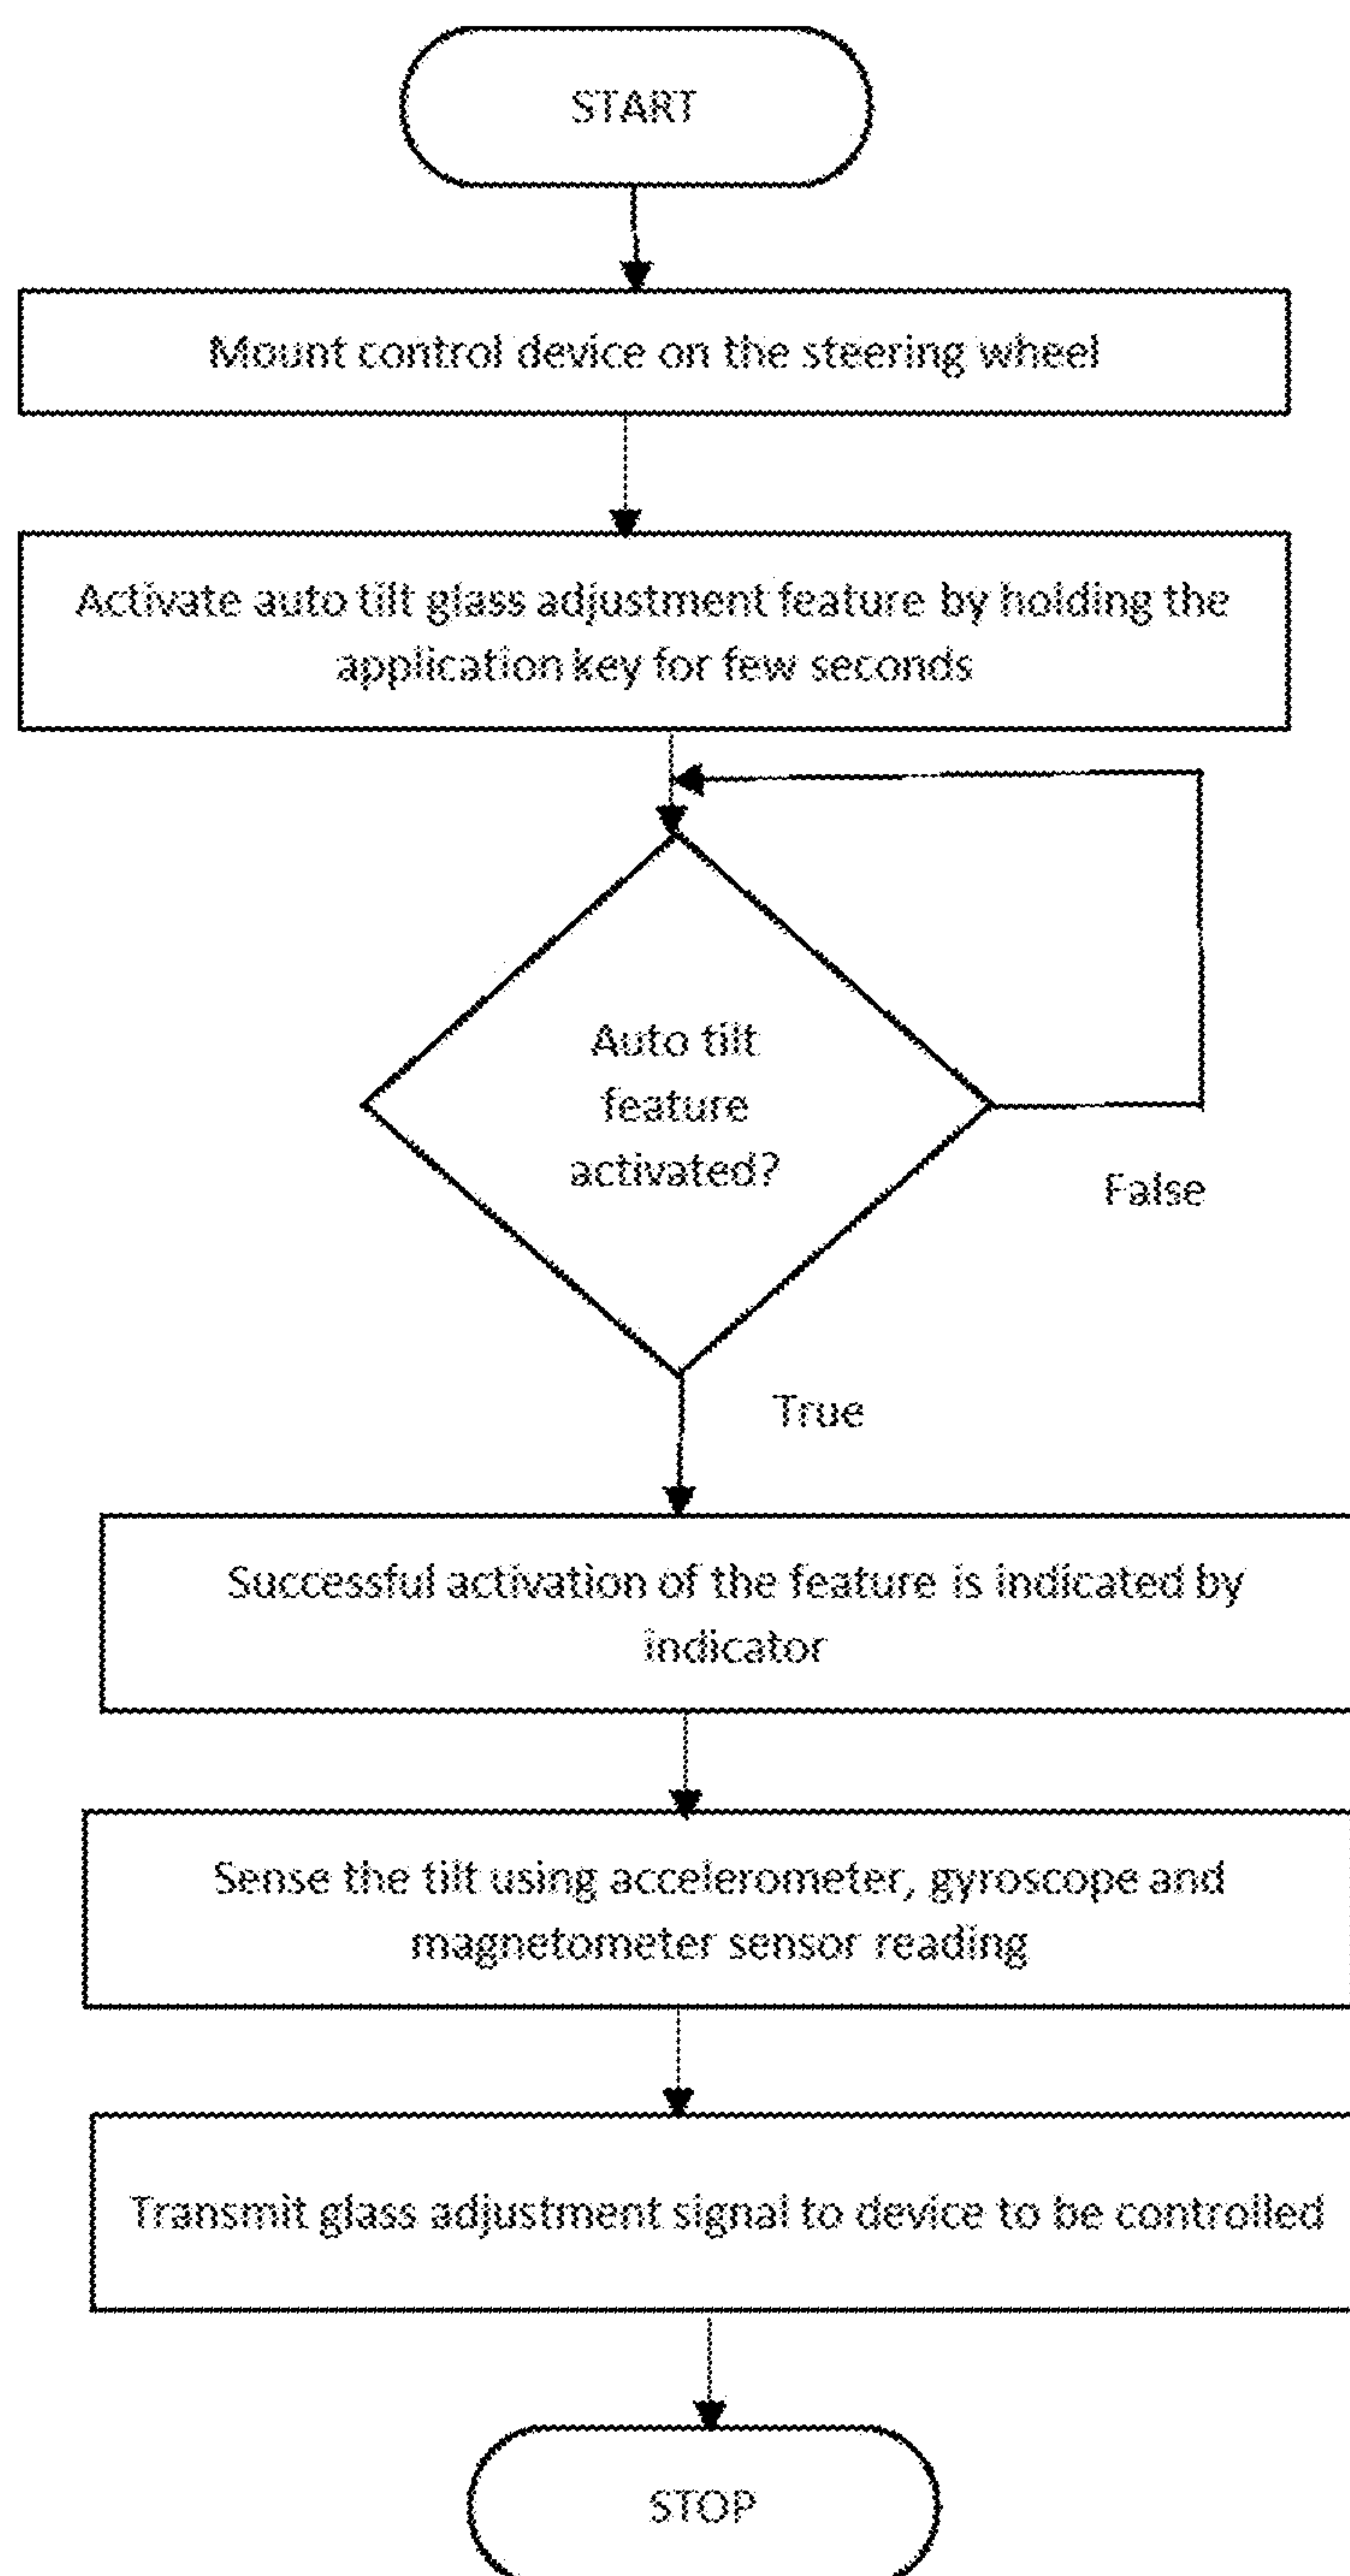 START
Mount control device on the steering wheel
Activate auto tilt glass adjustment feature by holding the
application key for few seconds
Auto tilt
feature
activated?
False
True
Successful activation of the feature is indicated by
indicator
Sense the tilt using accelerometer, gyroscope and
magnetometer sensor reading
Transmit glass adjustment signal to device to be controlled
STOP